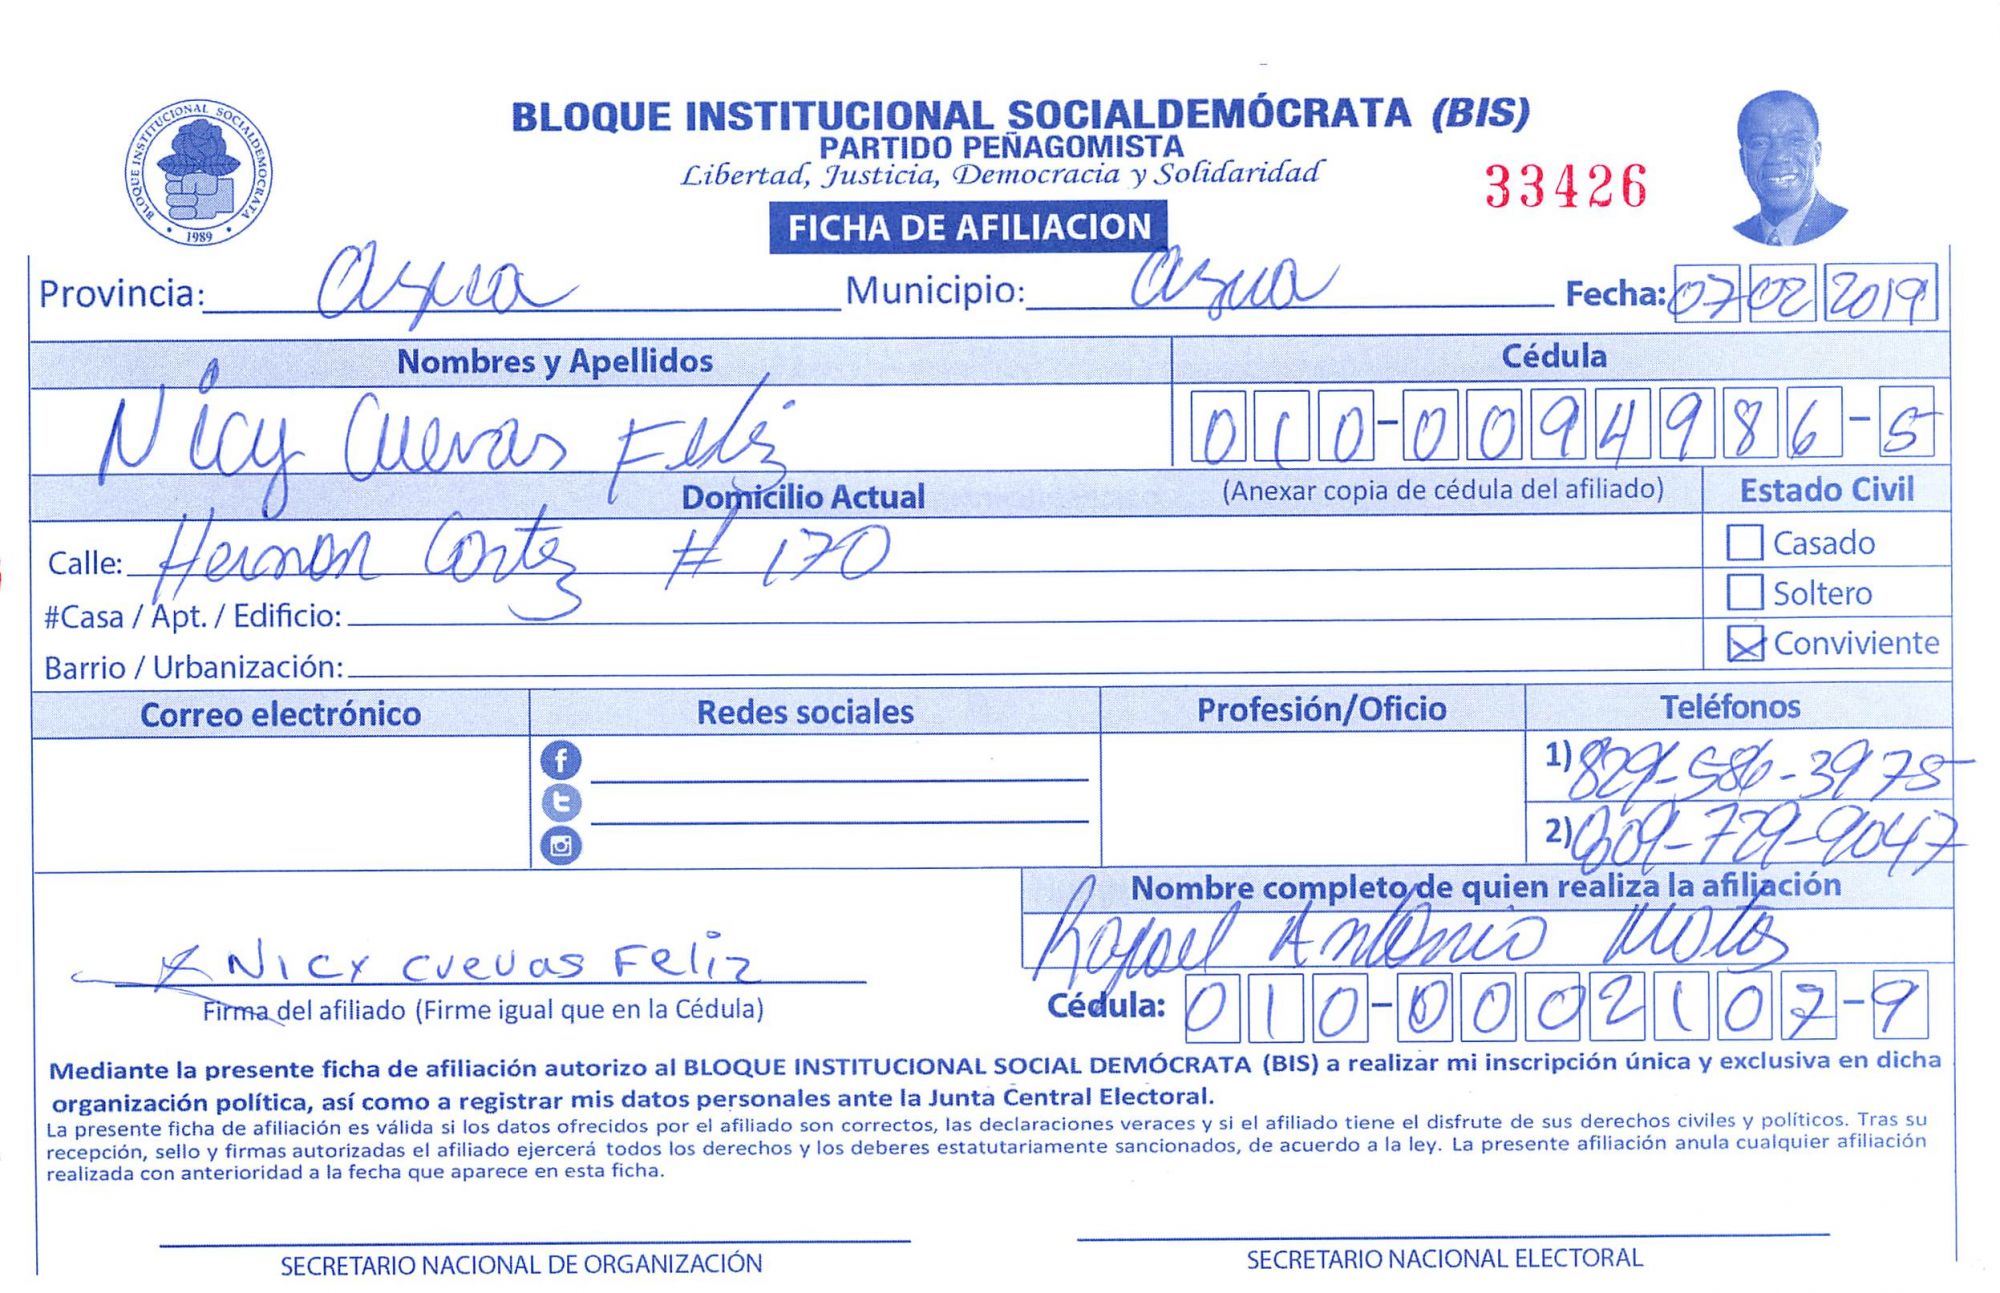 BLOQUE INSTITUCIONAL SOCIALDEMOCRATA
1989
BLOQUE INSTITUCIONAL SOCIALDEMÓCRATA (BIS)
PARTIDO PEÑAGOMISTA
Libertad, Justicia, Democracia y Solidaridad
33426
FICHA DE AFILIACION
Provincia: Azua Municipio: Azua Fecha: 07 02 2019
Nombres y Apellidos Cédula
Nicy Cuevas Feliz 010-0094986-5
Domicilio Actual (Anexar copia de cédula del afiliado) Estado Civil
Calle: Hernan Cortez # 170 Casado
#Casa / Apt. / Edificio: Soltero
Barrio / Urbanización: Conviviente
Correo electrónico Redes sociales Profesión/Oficio Teléfonos
1) 829-586-3975
2) 809-729-9047
Nombre completo de quien realiza la afiliación
Rafael Antonio Matos
Nicy cuevas Feliz
Firma del afiliado (Firme igual que en la Cédula) Cédula: 010-0002107-9
Mediante la presente ficha de afiliación autorizo al BLOQUE INSTITUCIONAL SOCIAL DEMÓCRATA (BIS) a realizar mi inscripción única y exclusiva en dicha
organización política, así como a registrar mis datos personales ante la Junta Central Electoral.
La presente ficha de afiliación es válida si los datos ofrecidos por el afiliado son correctos, las declaraciones veraces y si el afiliado tiene el disfrute de sus derechos civiles y políticos. Tras su
recepción, sello y firmas autorizadas el afiliado ejercerá todos los derechos y los deberes estatutariamente sancionados, de acuerdo a la ley. La presente afiliación anula cualquier afiliación
realizada con anterioridad a la fecha que aparece en esta ficha.
SECRETARIO NACIONAL DE ORGANIZACIÓN SECRETARIO NACIONAL ELECTORAL